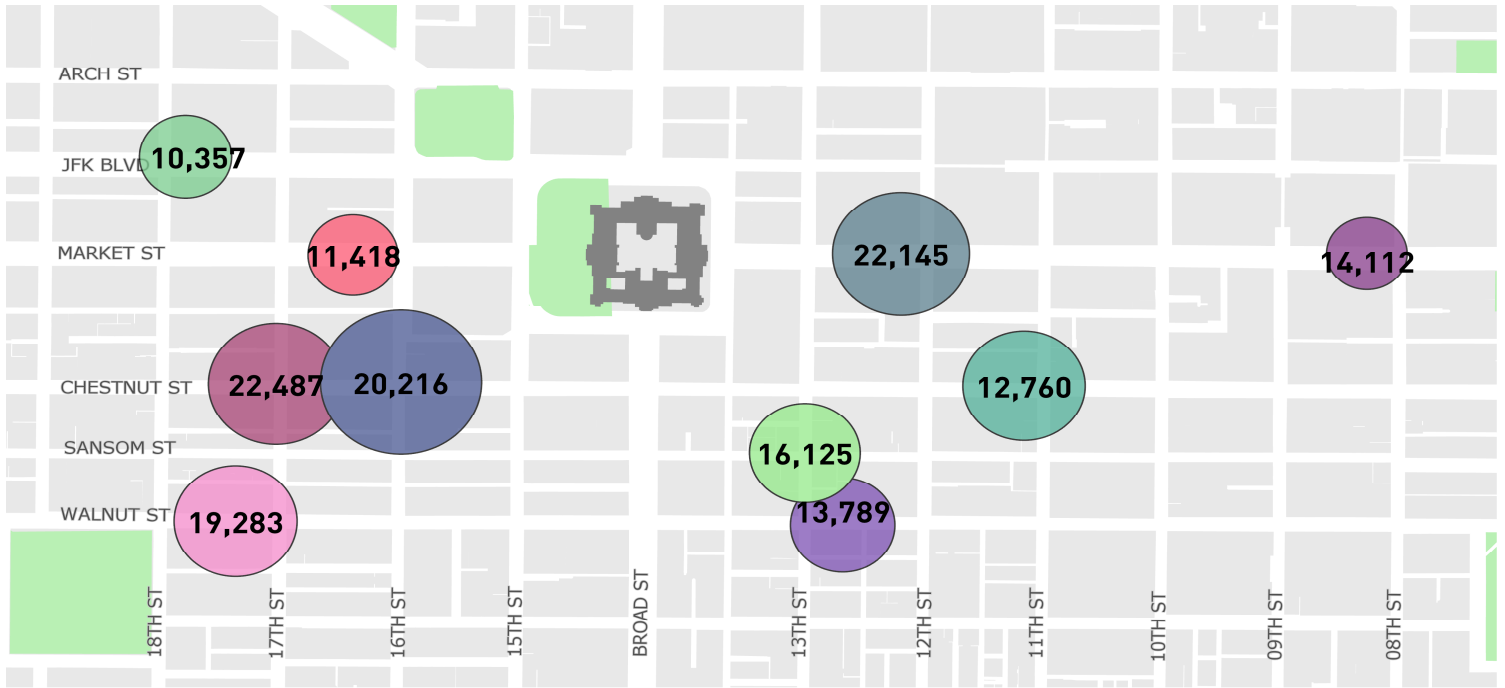 ARCH ST
JFK BLVD
10,357
MARKET ST
11,418
22,145
14,112
CHESTNUT ST
22,487
20,216
12,760
SANSOM ST
16,125
WALNUT ST
19,283
13,789
18TH ST
17TH ST
16TH ST
15TH ST
BROAD ST
13TH ST
12TH ST
11TH ST
10TH ST
09TH ST
08TH ST